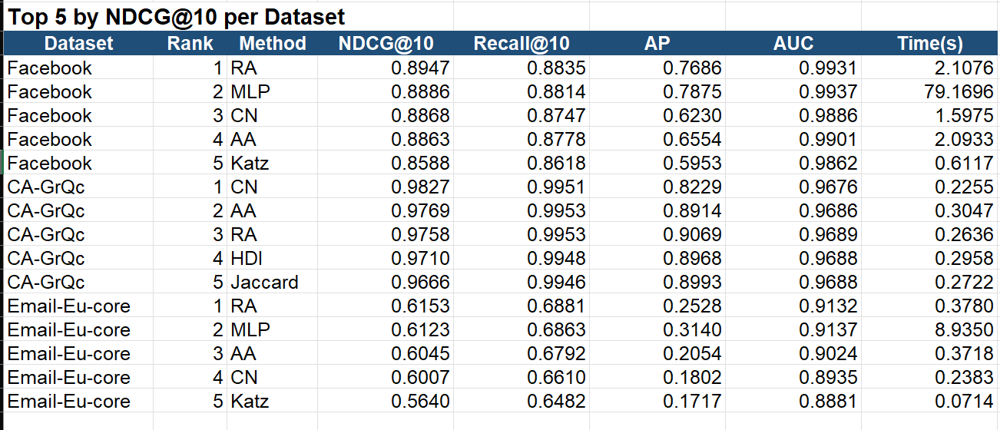 Top 5 by NDCG@10 per Dataset
Dataset Rank Method NDCG@10 Recall@10 AP AUC Time(s)
Facebook 1 RA 0.8947 0.8835 0.7686 0.9931 2.1076
Facebook 2 MLP 0.8886 0.8814 0.7875 0.9937 79.1696
Facebook 3 CN 0.8868 0.8747 0.6230 0.9886 1.5975
Facebook 4 AA 0.8863 0.8778 0.6554 0.9901 2.0933
Facebook 5 Katz 0.8588 0.8618 0.5953 0.9862 0.6117
CA-GrQc 1 CN 0.9827 0.9951 0.8229 0.9676 0.2255
CA-GrQc 2 AA 0.9769 0.9953 0.8914 0.9686 0.3047
CA-GrQc 3 RA 0.9758 0.9953 0.9069 0.9689 0.2636
CA-GrQc 4 HDI 0.9710 0.9948 0.8968 0.9688 0.2958
CA-GrQc 5 Jaccard 0.9666 0.9946 0.8993 0.9688 0.2722
Email-Eu-core 1 RA 0.6153 0.6881 0.2528 0.9132 0.3780
Email-Eu-core 2 MLP 0.6123 0.6863 0.3140 0.9137 8.9350
Email-Eu-core 3 AA 0.6045 0.6792 0.2054 0.9024 0.3718
Email-Eu-core 4 CN 0.6007 0.6610 0.1802 0.8935 0.2383
Email-Eu-core 5 Katz 0.5640 0.6482 0.1717 0.8881 0.0714